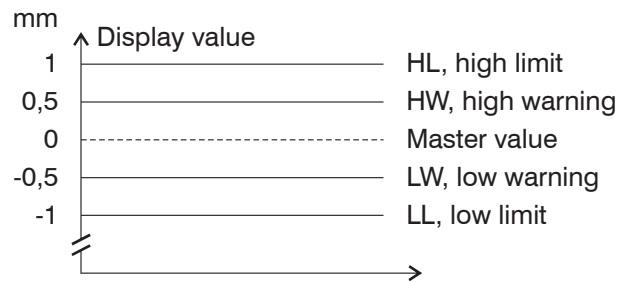 mm
Display value
1 HL, high limit
0,5 HW, high warning
0 Master value
-0,5 LW, low warning
-1 LL, low limit